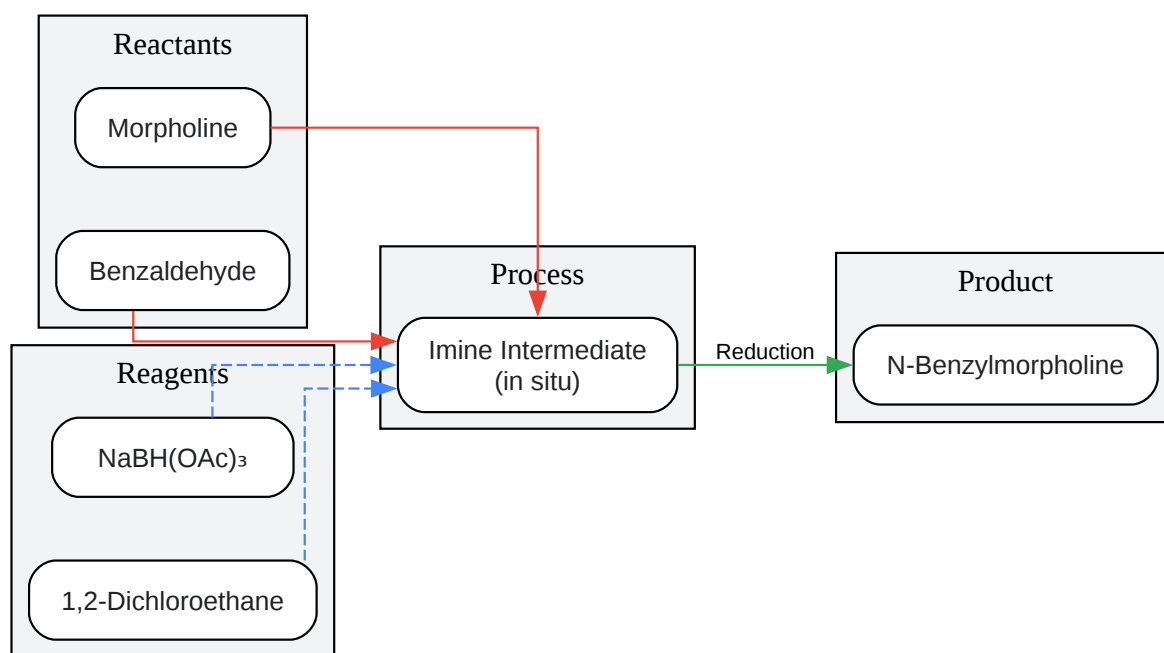 Reactants
Morpholine
Benzaldehyde
Reagents
NaBH(OAc)₃
1,2-Dichloroethane
Process
Imine Intermediate
(in situ)
Reduction
Product
N-Benzylmorpholine